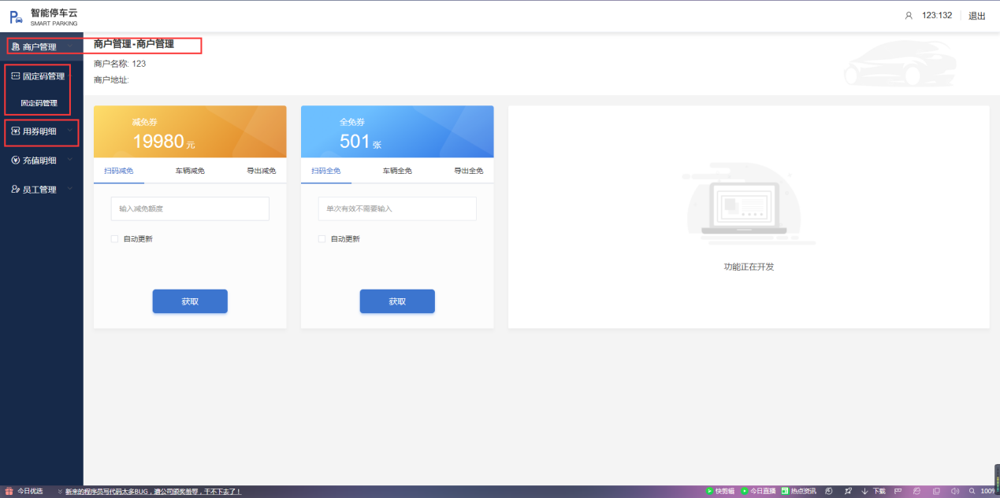 智能停车云
SMART PARKING
123:132
退出
商户管理
固定码管理
固定码管理
用券明细
充值明细
员工管理
商户管理-商户管理
商户名称: 123
商户地址:
减免券
19980 元
扫码减免 车辆减免 导出减免
输入减免额度
自动更新
获取
全免券
501 张
扫码全免 车辆全免 导出全免
单次有效不需要输入
自动更新
获取
功能正在开发
今日优选
新来的程序员写代码太多BUG，遭公司颁奖羞辱，干不下去了！
快剪辑
今日直播
热点资讯
下载
100%